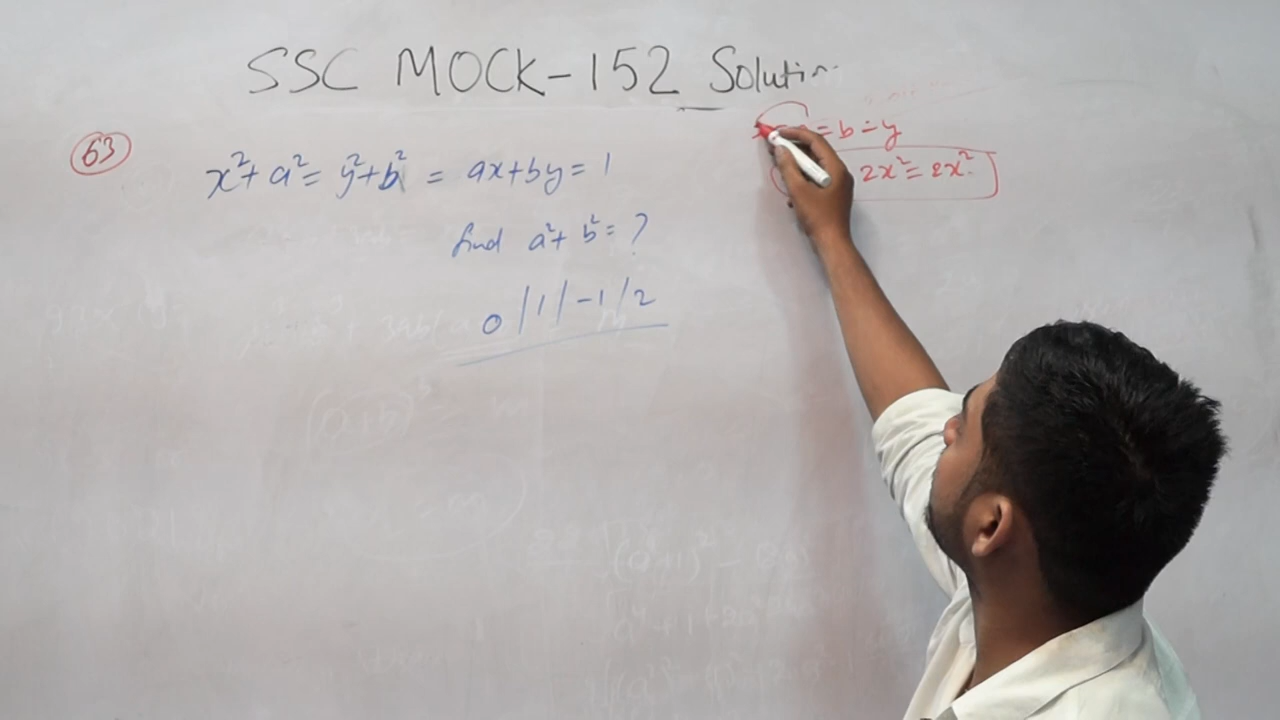 SSC MOCK-152 Solution
63
x²+a²= y²+b² = ax+by= 1
= b = y
2x²= 2x²
find a²+ b²= ?
0/1/-1/2